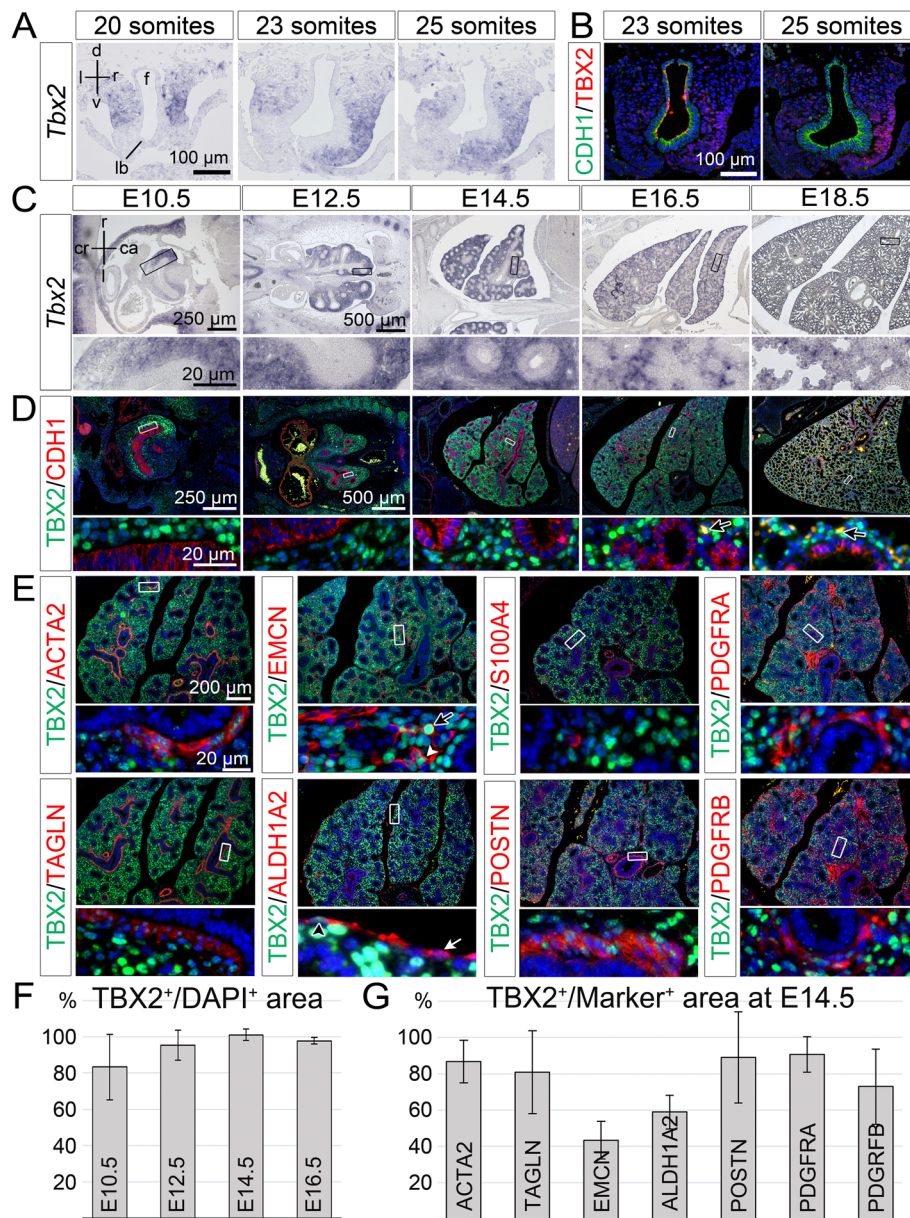 A
20 somites
23 somites
25 somites
Tbx2
d
l
r
v
f
lb
100 µm
B
23 somites
25 somites
CDH1/TBX2
100 µm
C
E10.5
E12.5
E14.5
E16.5
E18.5
Tbx2
r
cr
ca
l
250 µm
500 µm
20 µm
D
TBX2/CDH1
250 µm
500 µm
20 µm
E
TBX2/ACTA2
200 µm
20 µm
TBX2/EMCN
TBX2/S100A4
TBX2/PDGFRA
TBX2/TAGLN
TBX2/ALDH1A2
TBX2/POSTN
TBX2/PDGFRB
F
TBX2⁺/DAPI⁺ area
%
100
80
60
40
20
E10.5
E12.5
E14.5
E16.5
G
TBX2⁺/Marker⁺ area at E14.5
%
100
80
60
40
20
ACTA2
TAGLN
EMCN
ALDH1A2
POSTN
PDGFRA
PDGRFB